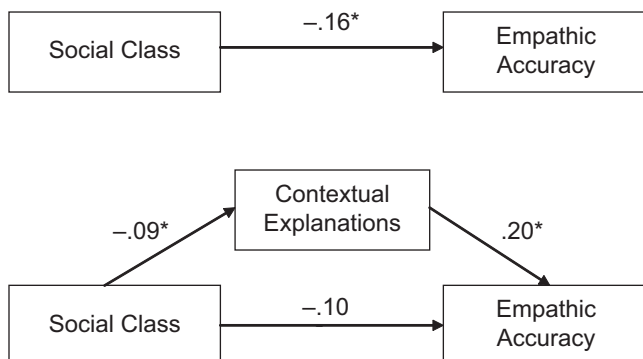 –.16*
Social Class
Empathic
Accuracy
Contextual
Explanations
–.09*
.20*
–.10
Social Class
Empathic
Accuracy